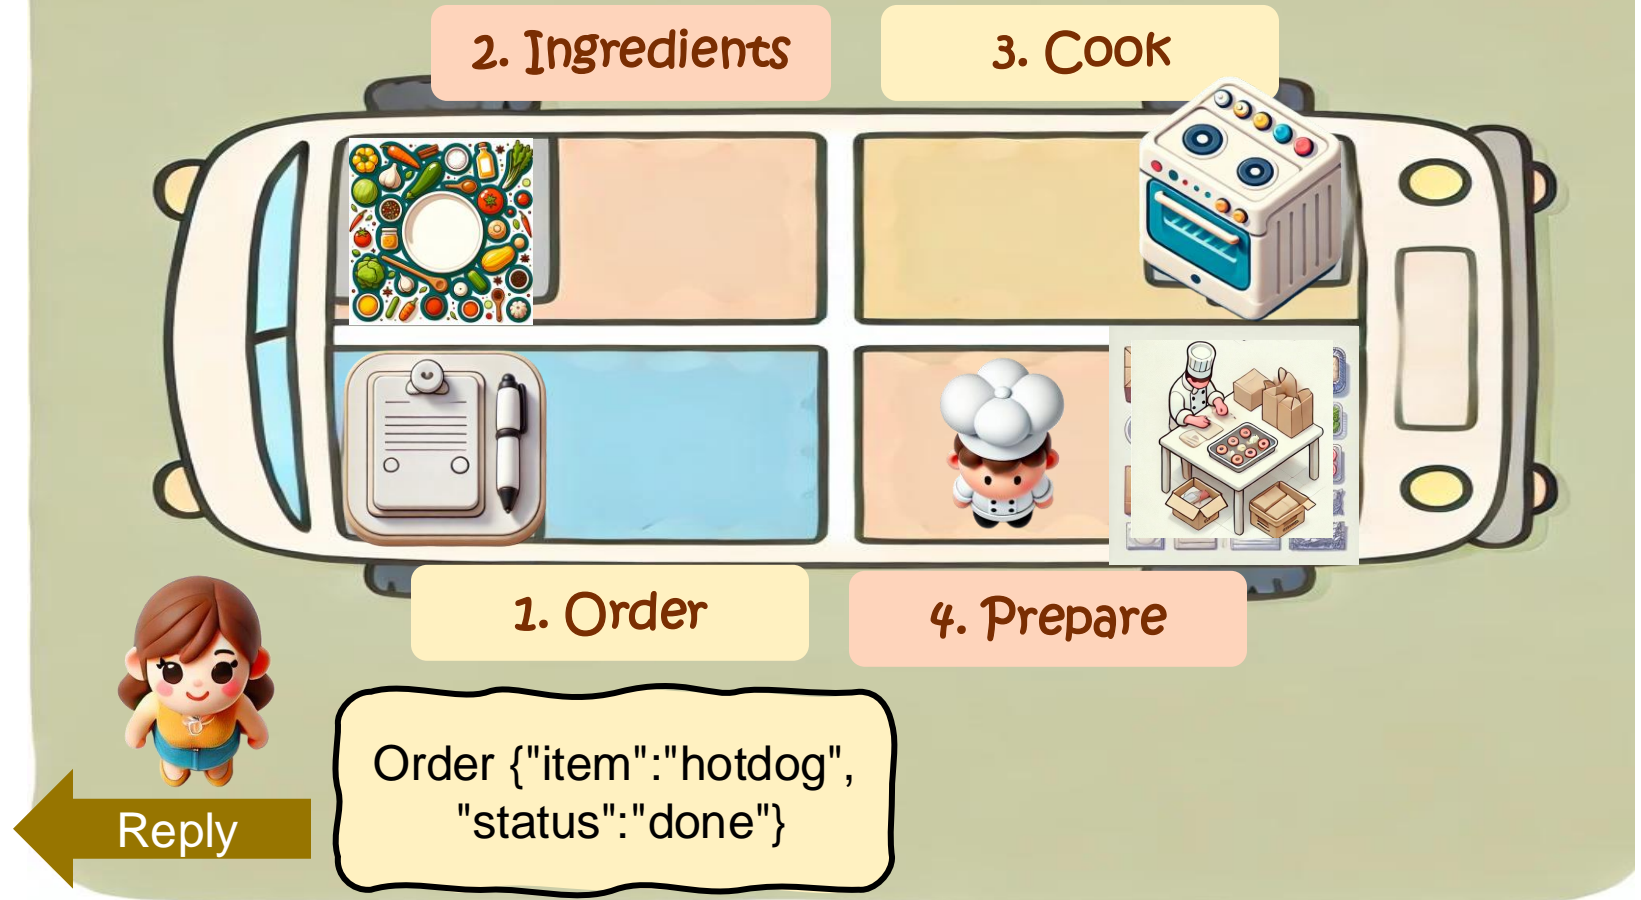 2. Ingredients
3. Cook
1. Order
4. Prepare
Order {"item":"hotdog",
"status":"done"}
Reply